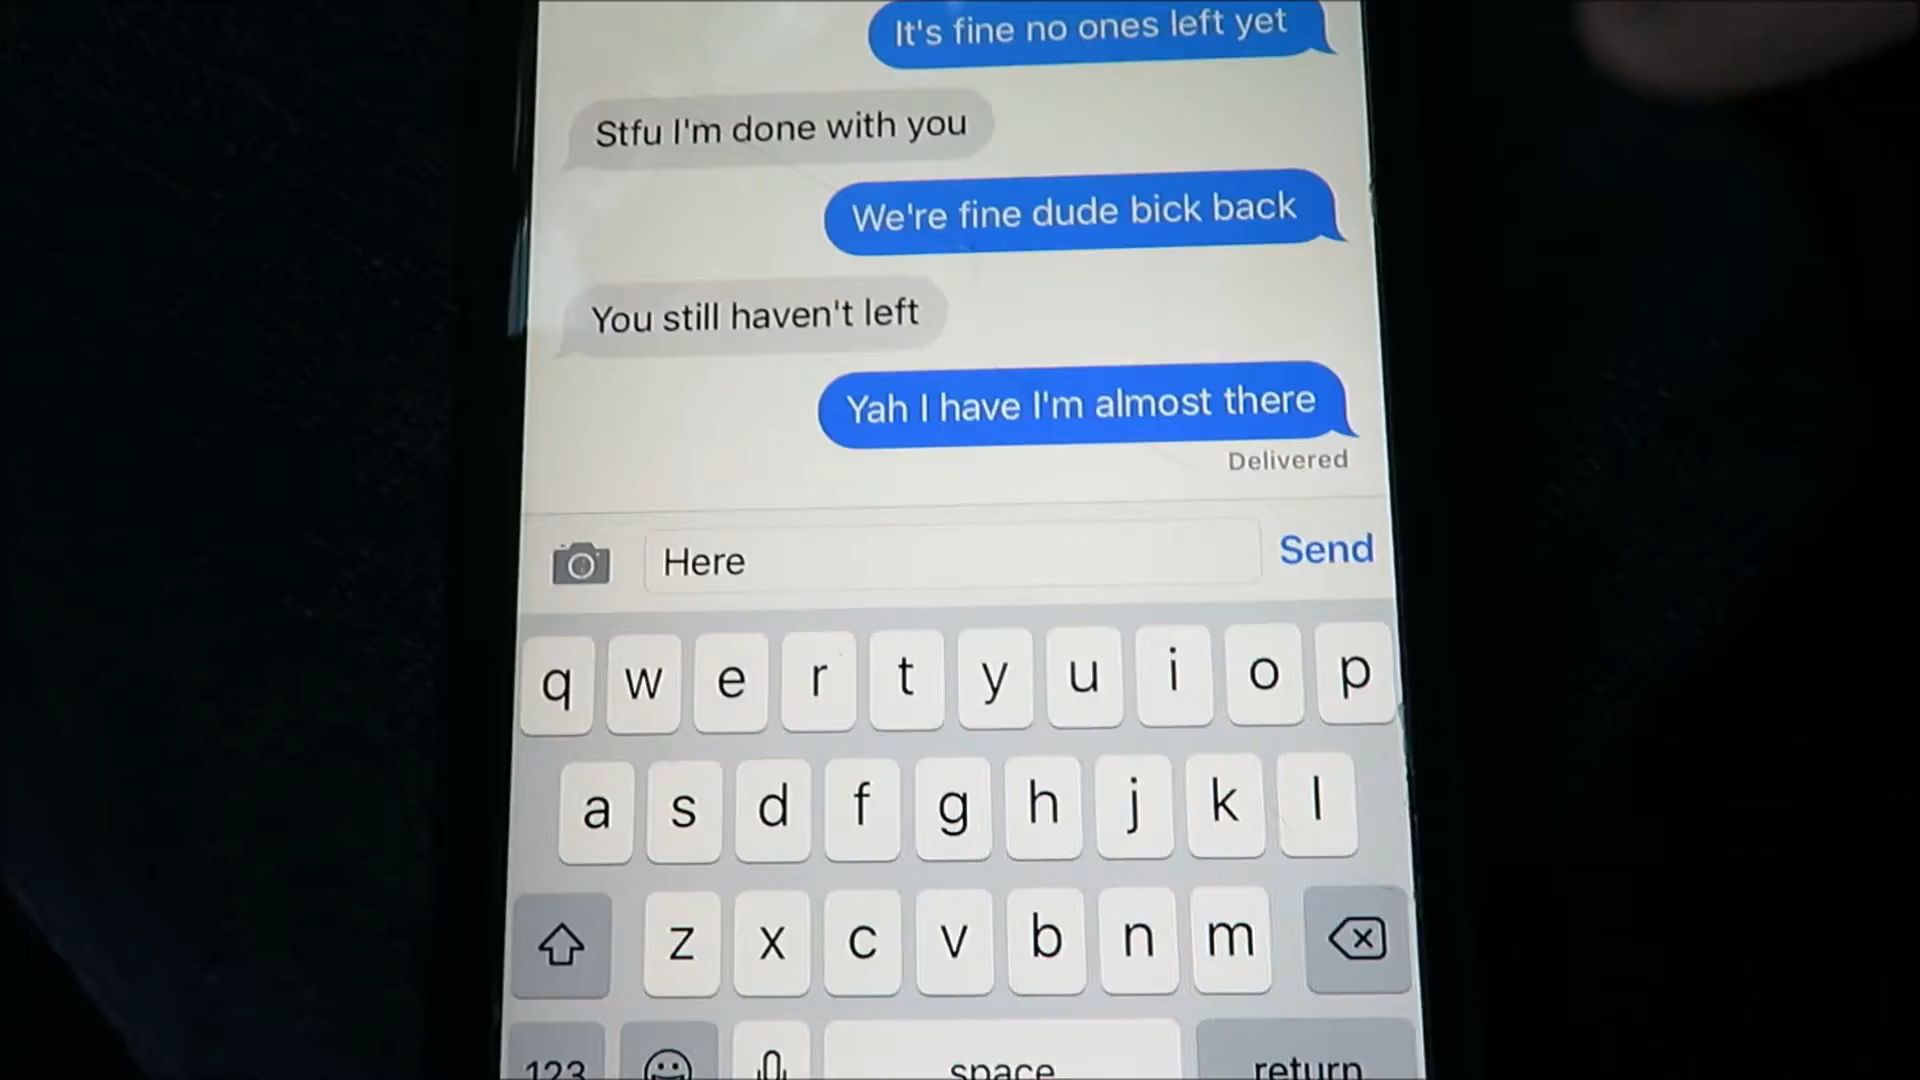 It's fine no ones left yet
Stfu I'm done with you
We're fine dude bick back
You still haven't left
Yah I have I'm almost there
Delivered
Here
Send
q w e r t y u i o p
a s d f g h j k l
z x c v b n m
123 space return